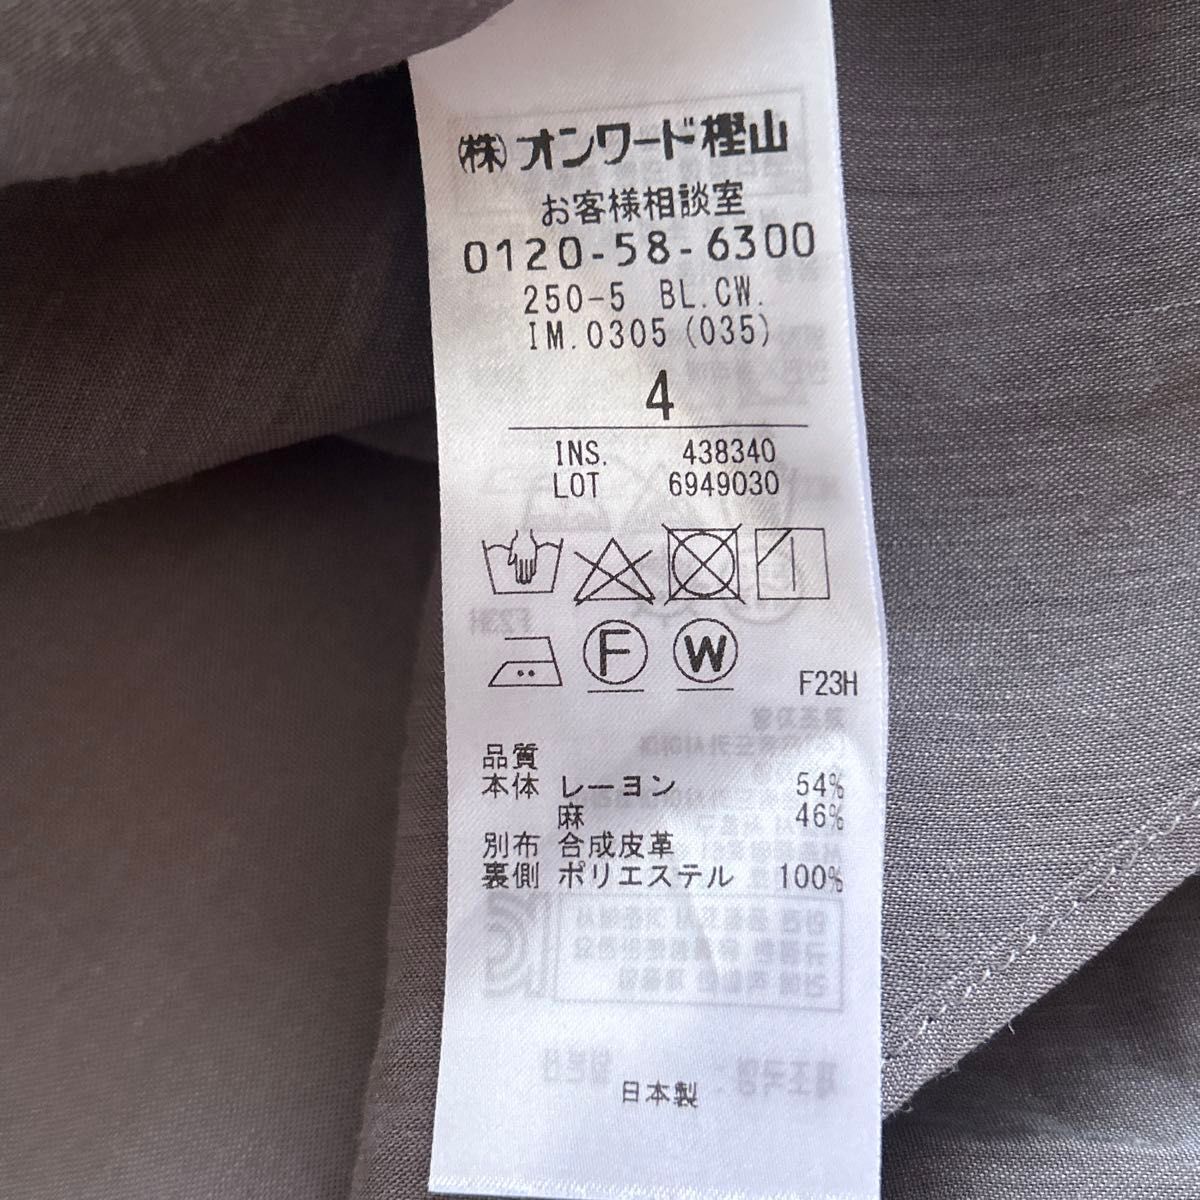 (株)オンワード樫山
お客様相談室
0120-58-6300
250-5 BL.CW.
IM.0305(035)
4
INS. 438340
LOT 6949030
F W
F23H
品質
本体 レーヨン 54%
麻 46%
別布 合成皮革
裏側 ポリエステル 100%
日本製